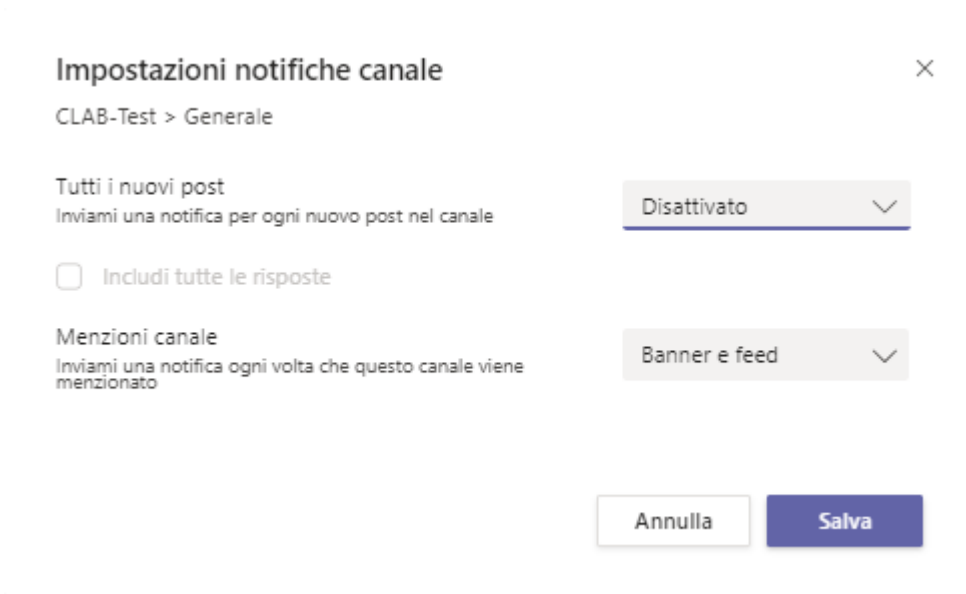 Impostazioni notifiche canale
CLAB-Test > Generale
Tutti i nuovi post
Inviami una notifica per ogni nuovo post nel canale
Disattivato
Includi tutte le risposte
Menzioni canale
Inviami una notifica ogni volta che questo canale viene
menzionato
Banner e feed
Annulla
Salva